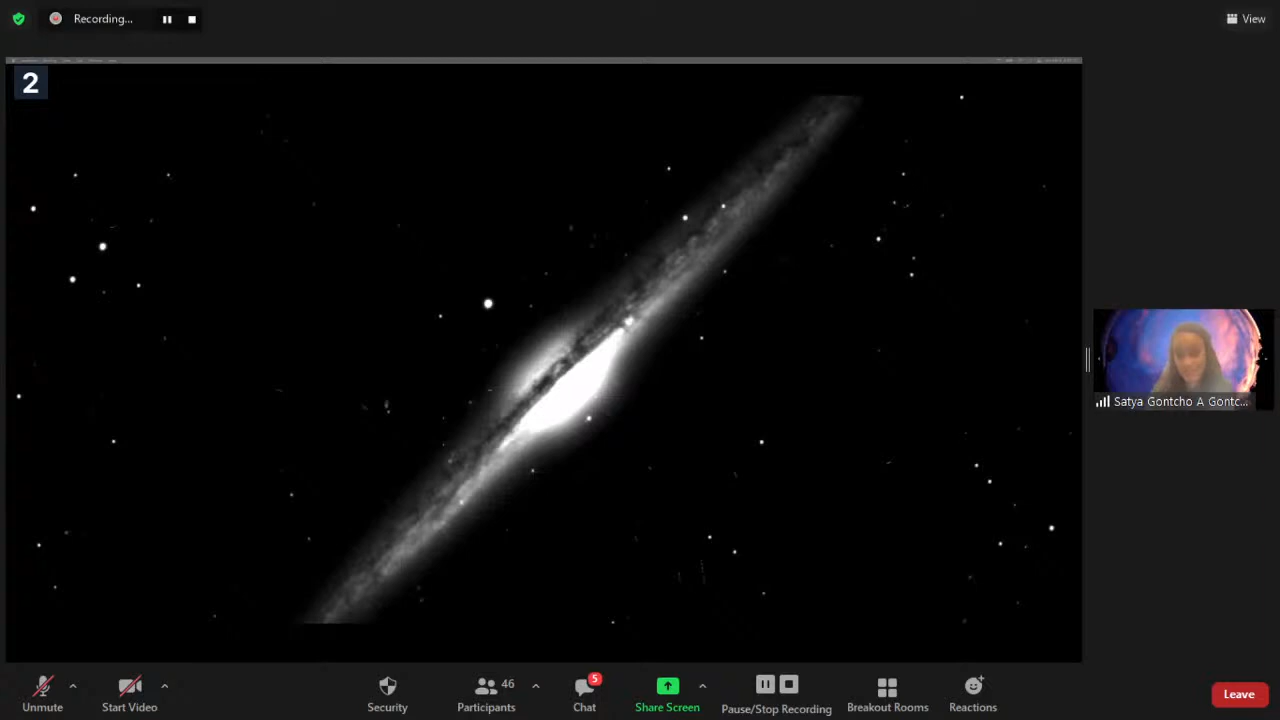 Recording...
View
2
Satya Gontcho A Gontc...
46
5
Unmute
Start Video
Security
Participants
Chat
Share Screen
Pause/Stop Recording
Breakout Rooms
Reactions
Leave